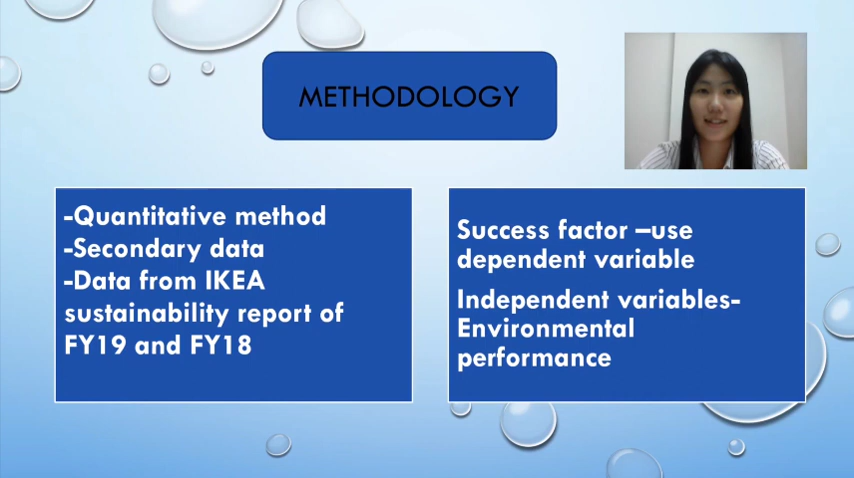 METHODOLOGY
-Quantitative method
-Secondary data
-Data from IKEA
sustainability report of
FY19 and FY18
Success factor –use
dependent variable
Independent variables-
Environmental
performance